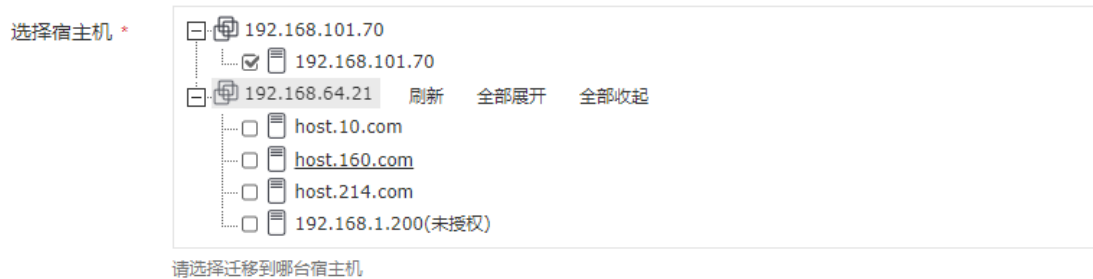 选择宿主机 *
192.168.101.70
192.168.101.70
192.168.64.21 刷新 全部展开 全部收起
host.10.com
host.160.com
host.214.com
192.168.1.200(未授权)
请选择迁移到哪台宿主机